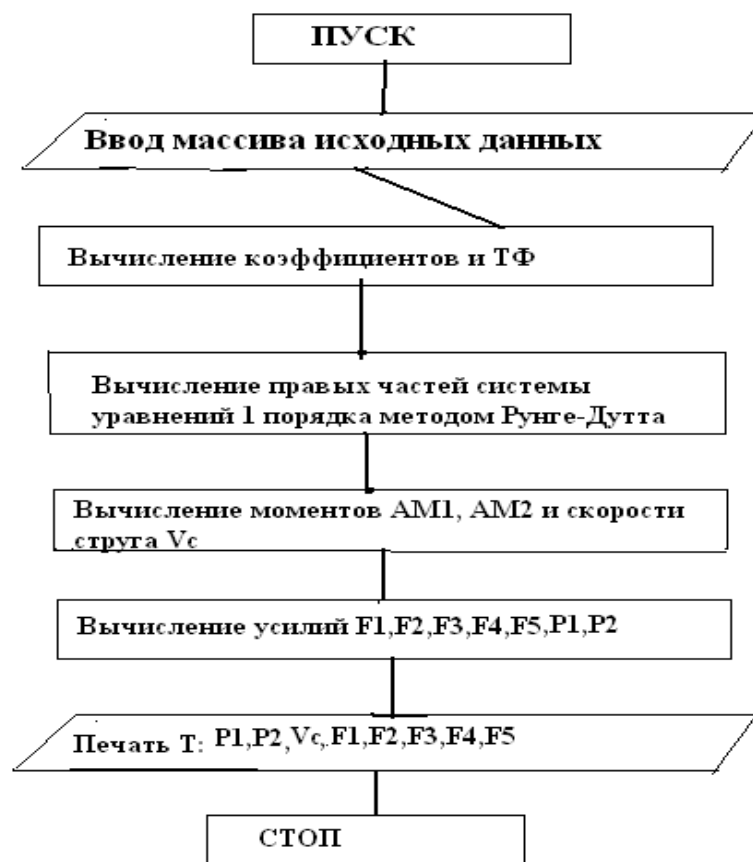 ПУСК
Ввод массива исходных данных
Вычисление коэффициентов и ТФ
Вычисление правых частей системы
уравнений 1 порядка методом Рунге-Дутта
Вычисление моментов АМ1, АМ2 и скорости
струга Vc
Вычисление усилий F1,F2,F3,F4,F5,P1,P2
Печать Т: P1,P2,Vc,.F1,F2,F3,F4,F5
СТОП